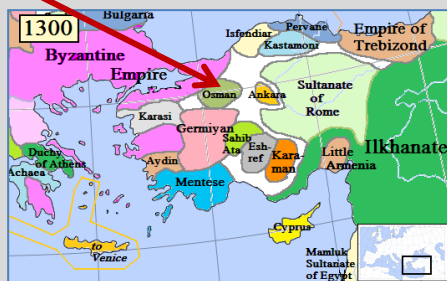 1300
Bulgaria
Byzantine
Empire
Isfendiar
Pervane
Kastamoni
Empire of
Trebizond
Osman
Ankara
Sultanate
of
Rome
Karasi
Germiyan
Sahib
Ata
Esh-
ref
Kara-
man
Little
Armenia
Ilkhanate
Duchy
of Athens
Achaea
Aydin
Mentese
Cyprus
to
Venice
Mamluk
Sultanate
of Egypt